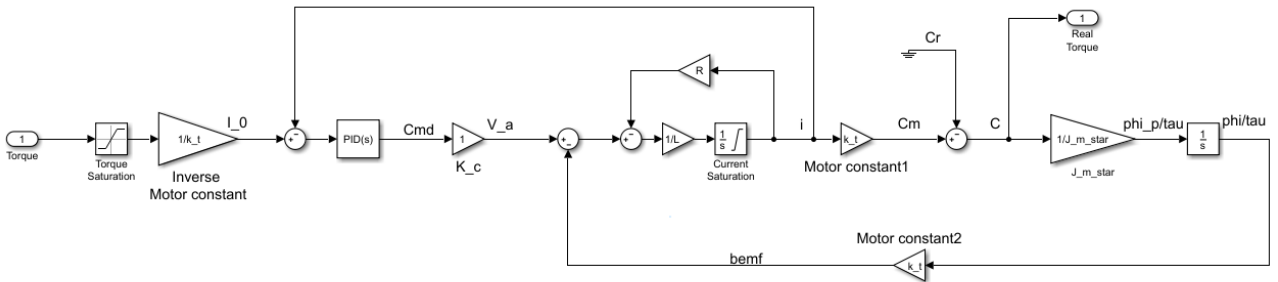 1
Torque
Torque
Saturation
1/k_t
Inverse
Motor constant
I_0
+
-
PID(s)
Cmd
1
K_c
V_a
+
-
+
-
R
1/L
1
s
Current
Saturation
i
k_t
Motor constant1
Cm
Cr
+
-
C
1
Real
Torque
1/J_m_star
J_m_star
phi_p/tau
1
s
phi/tau
Motor constant2
k_t
bemf